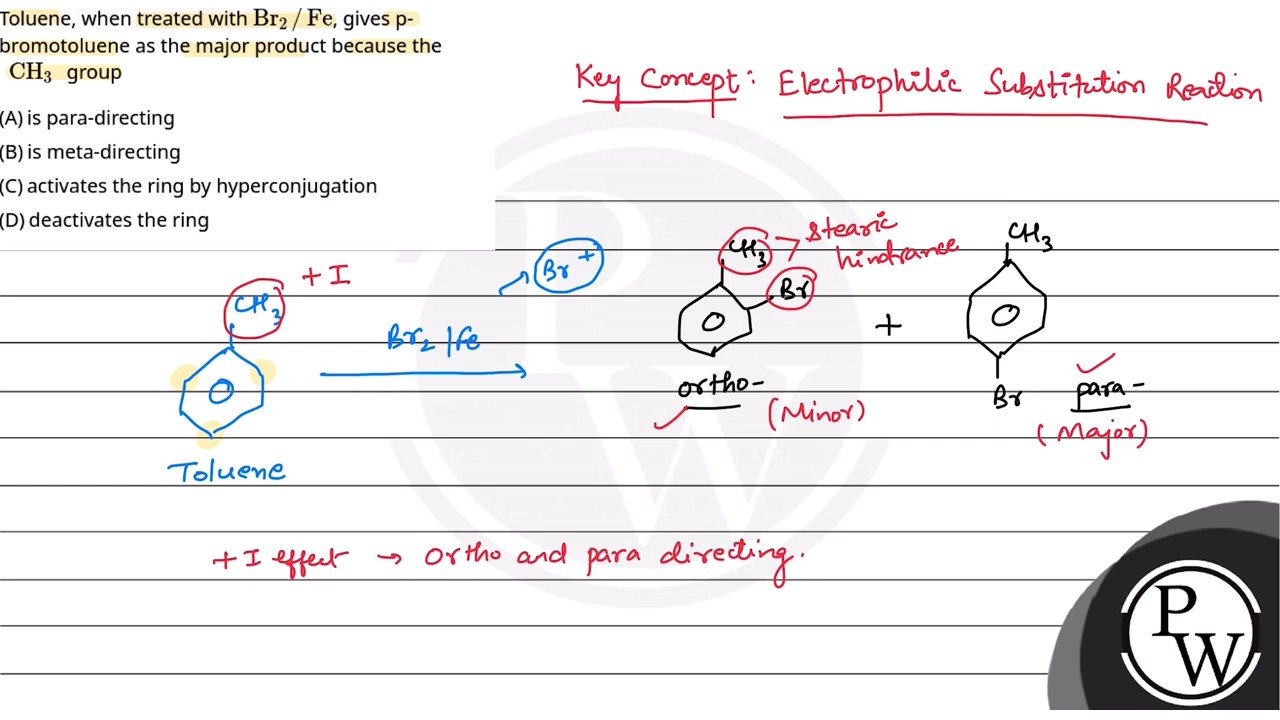 Toluene, when treated with Br₂ / Fe, gives p-
bromotoluene as the major product because the
CH₃ group
(A) is para-directing
(B) is meta-directing
(C) activates the ring by hyperconjugation
(D) deactivates the ring
Key Concept: Electrophilic Substitution Reaction
CH₃ +I
Br₂ /Fe
Br⁺
Toluene
CH₃
Br
stearic
hindrance
ortho-
(Minor)
+
CH₃
Br
para-
(Major)
+I effect → ortho and para directing.
PW
P
W